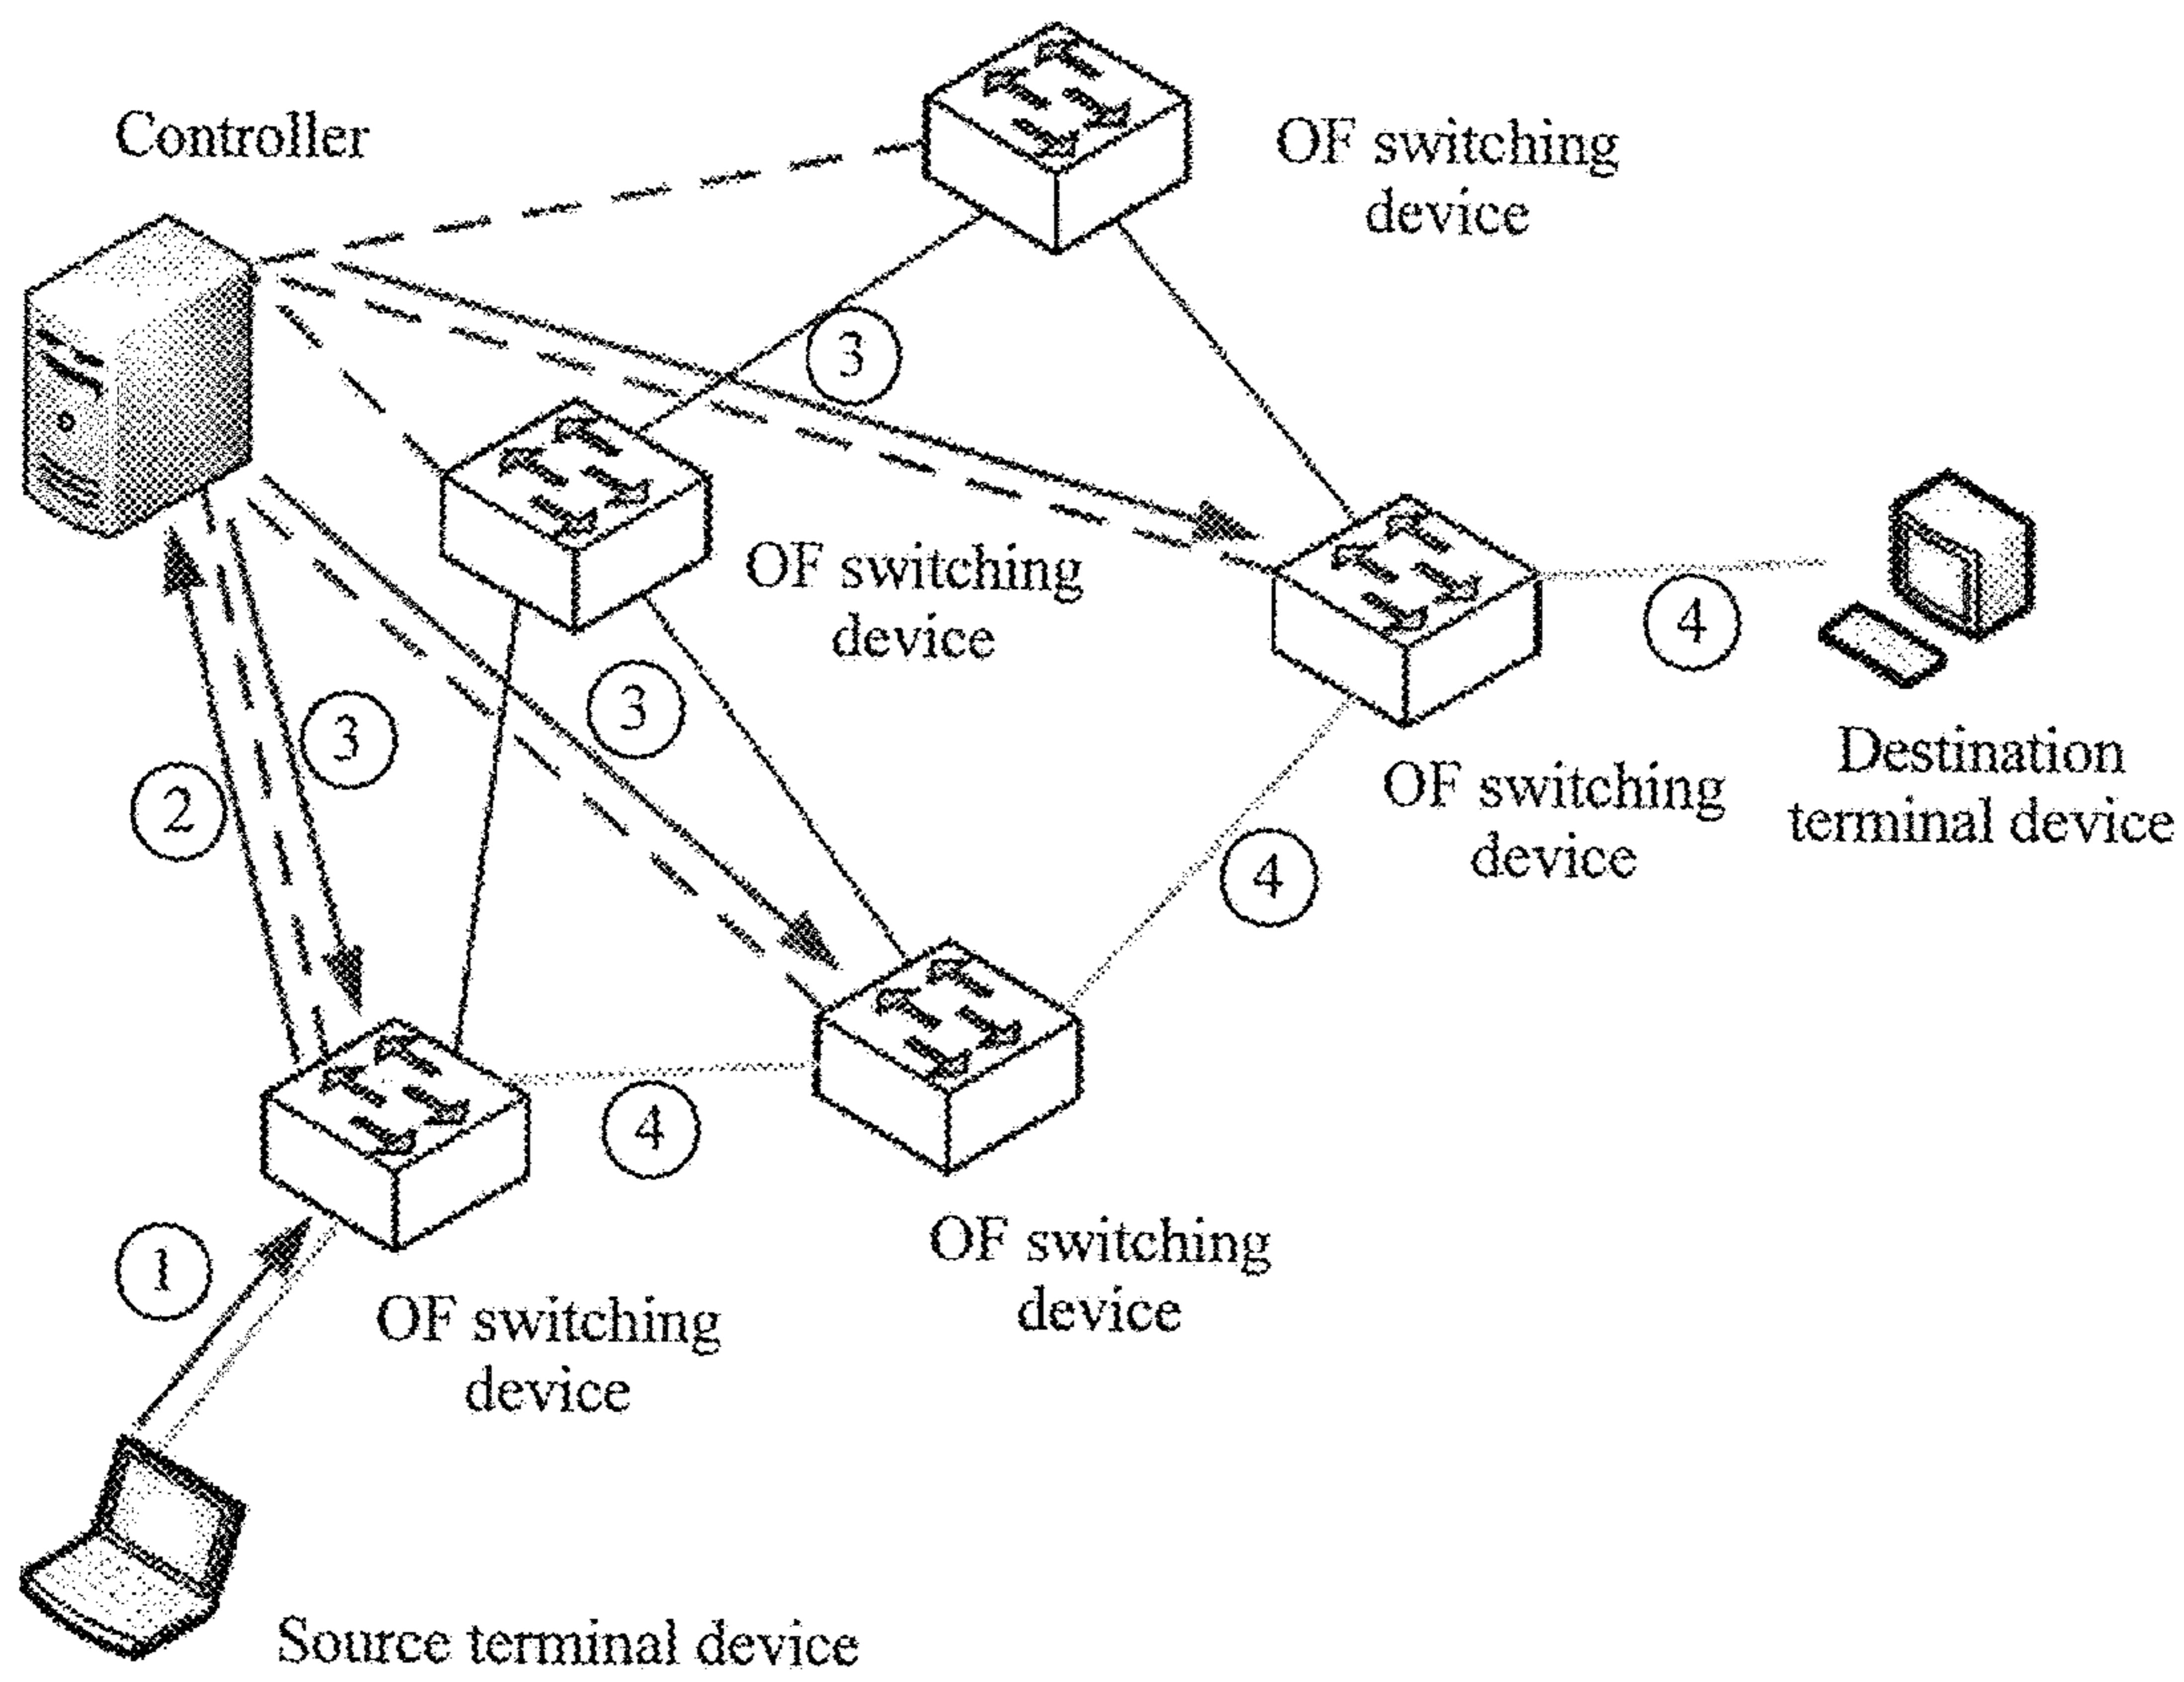 Controller
OF switching
device
3
OF switching
device
4
3
3
2
OF switching
device
Destination
terminal device
4
4
1
OF switching
device
OF switching
device
Source terminal device